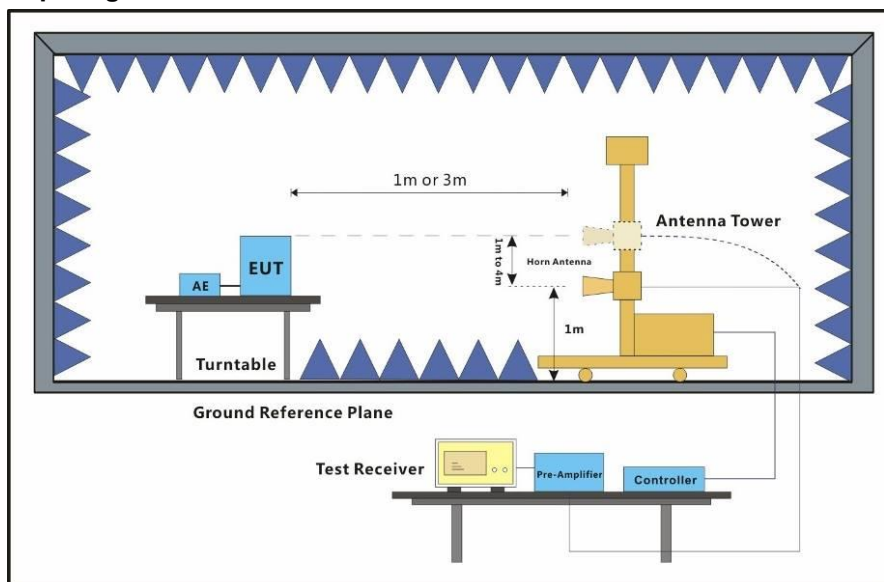 1m or 3m
Antenna Tower
1m to 4m
Horn Antenna
EUT
AE
1m
Turntable
Ground Reference Plane
Test Receiver
Pre-Amplifier
Controller